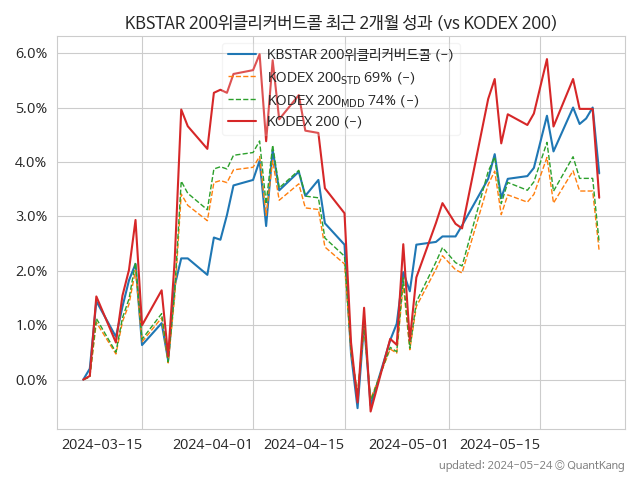 KBSTAR 200위클리커버드콜 최근 2개월 성과 (vs KODEX 200)
KBSTAR 200위클리커버드콜 (-)
KODEX 200STD 69% (-)
KODEX 200MDD 74% (-)
KODEX 200 (-)
6.0%
5.0%
4.0%
3.0%
2.0%
1.0%
0.0%
2024-03-15
2024-04-01
2024-04-15
2024-05-01
2024-05-15
updated: 2024-05-24 © QuantKang